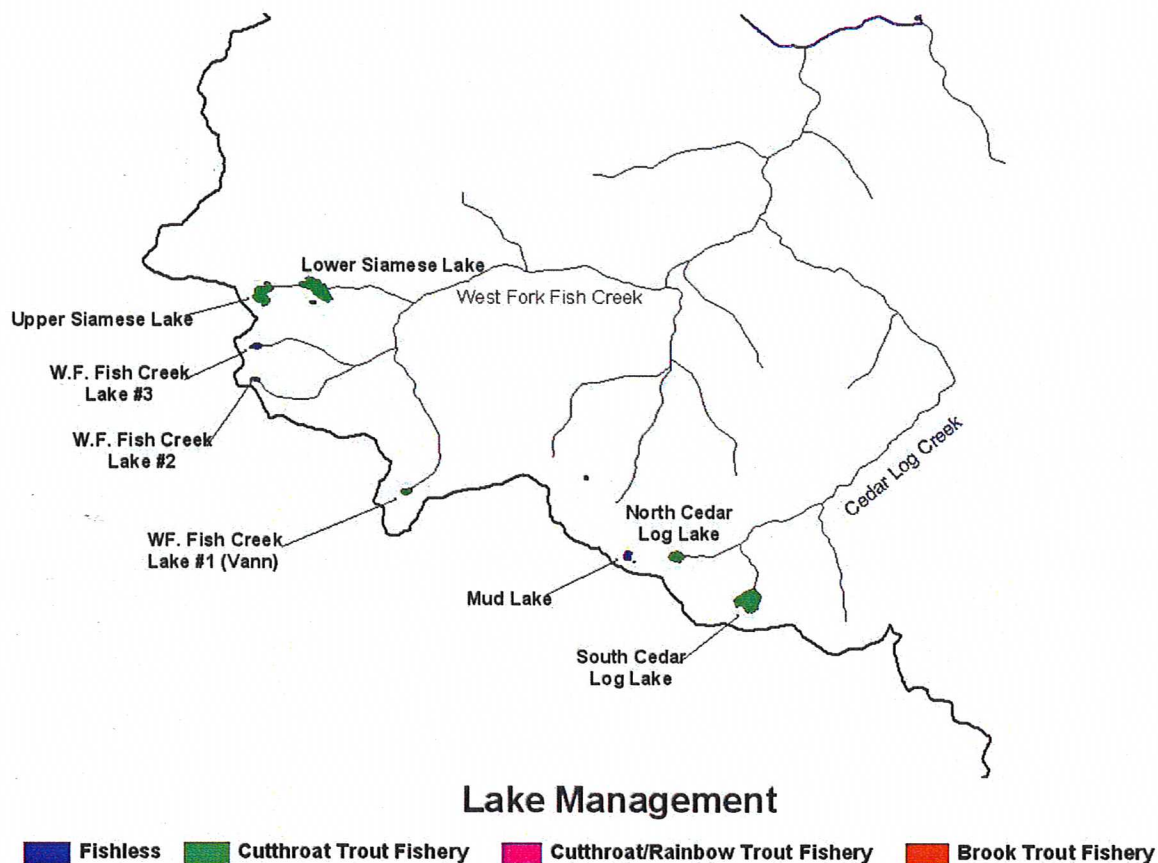 Lower Siamese Lake
West Fork Fish Creek
Upper Siamese Lake
W.F. Fish Creek
Lake #3
W.F. Fish Creek
Lake #2
Cedar Log Creek
North Cedar
Log Lake
WF. Fish Creek
Lake #1 (Vann)
Mud Lake
South Cedar
Log Lake
Lake Management
Fishless
Cutthroat Trout Fishery
Cutthroat/Rainbow Trout Fishery
Brook Trout Fishery